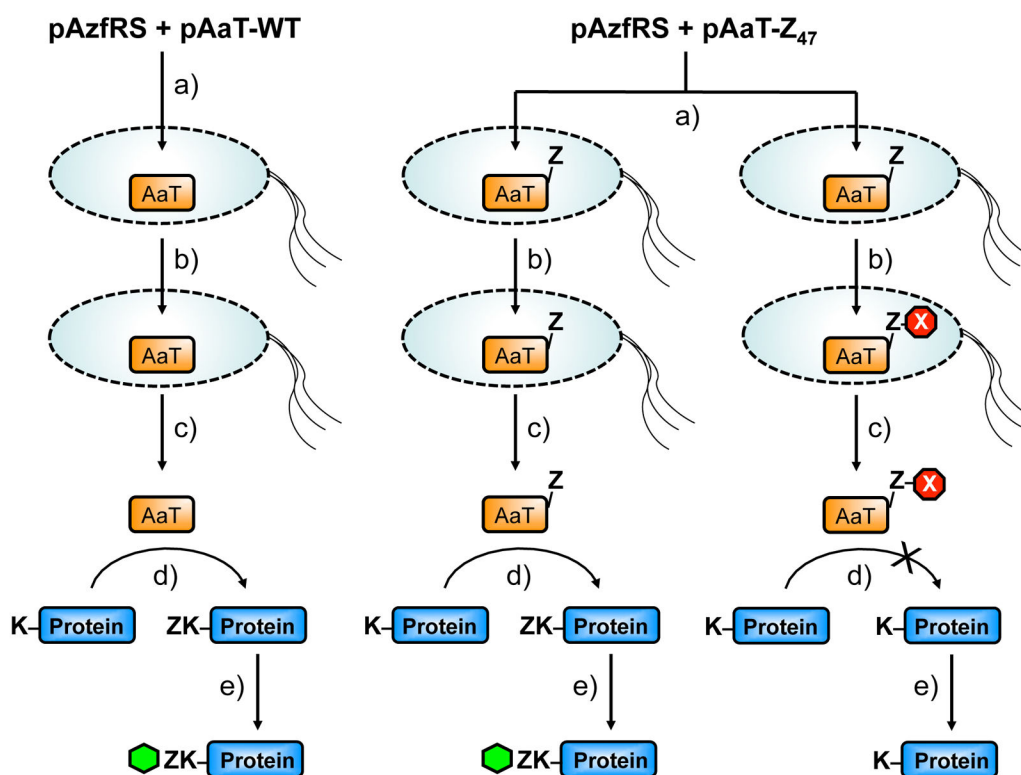 pAzfRS + pAaT-WT
pAzfRS + pAaT-Z47
a)
a)
Z
Z
AaT
AaT
AaT
b)
b)
b)
Z
Z
X
AaT
AaT
AaT
c)
c)
c)
Z
Z
X
AaT
AaT
AaT
d)
d)
d)
K
Protein
ZK
Protein
K
Protein
ZK
Protein
K
Protein
K
Protein
e)
e)
e)
ZK
Protein
ZK
Protein
K
Protein